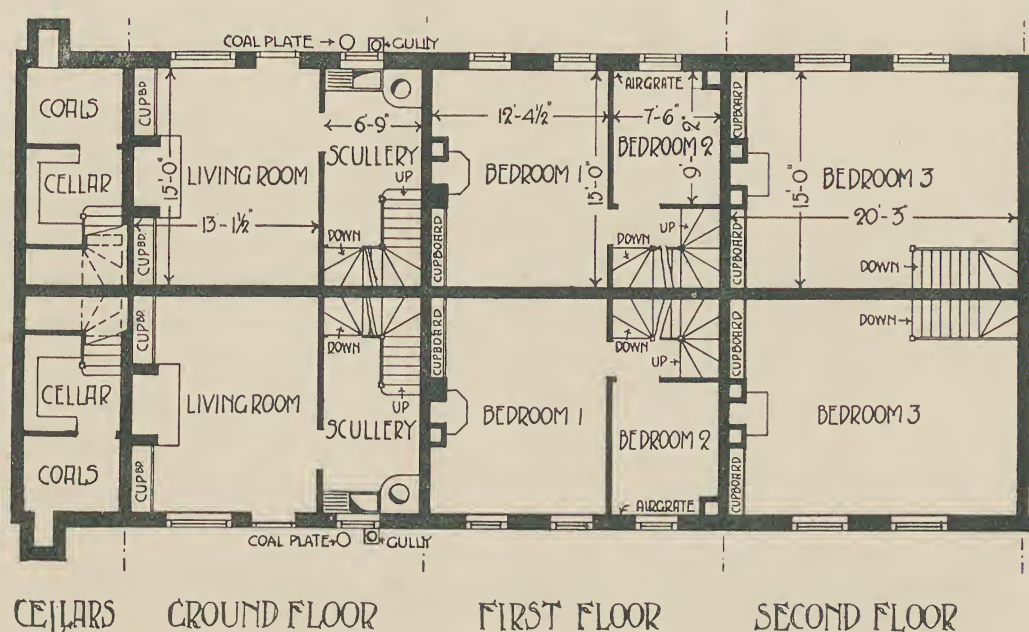 COAL PLATE → GULLY
COALS
CUPBD
15'-0"
LIVING ROOM
6'-9"
SCULLERY
UP
CELLAR
13'-1½"
DOWN
CUPBD.
AIRGRATE
12'-4½"
7'-6"
BEDROOM 1
15'-0"
BEDROOM 2
9'-2"
UP
DOWN
CUPBOARD
CUPBOARD
CUPBOARD
15'-0"
BEDROOM 3
20'-3"
DOWN
CUPBD.
CELLAR
LIVING ROOM
DOWN
UP
SCULLERY
COALS
CUPBD.
CUPBOARD
BEDROOM 1
DOWN
UP
BEDROOM 2
AIRGRATE
CUPBOARD
DOWN
BEDROOM 3
CUPBOARD
COAL PLATE GULLY
CELLARS GROUND FLOOR FIRST FLOOR SECOND FLOOR